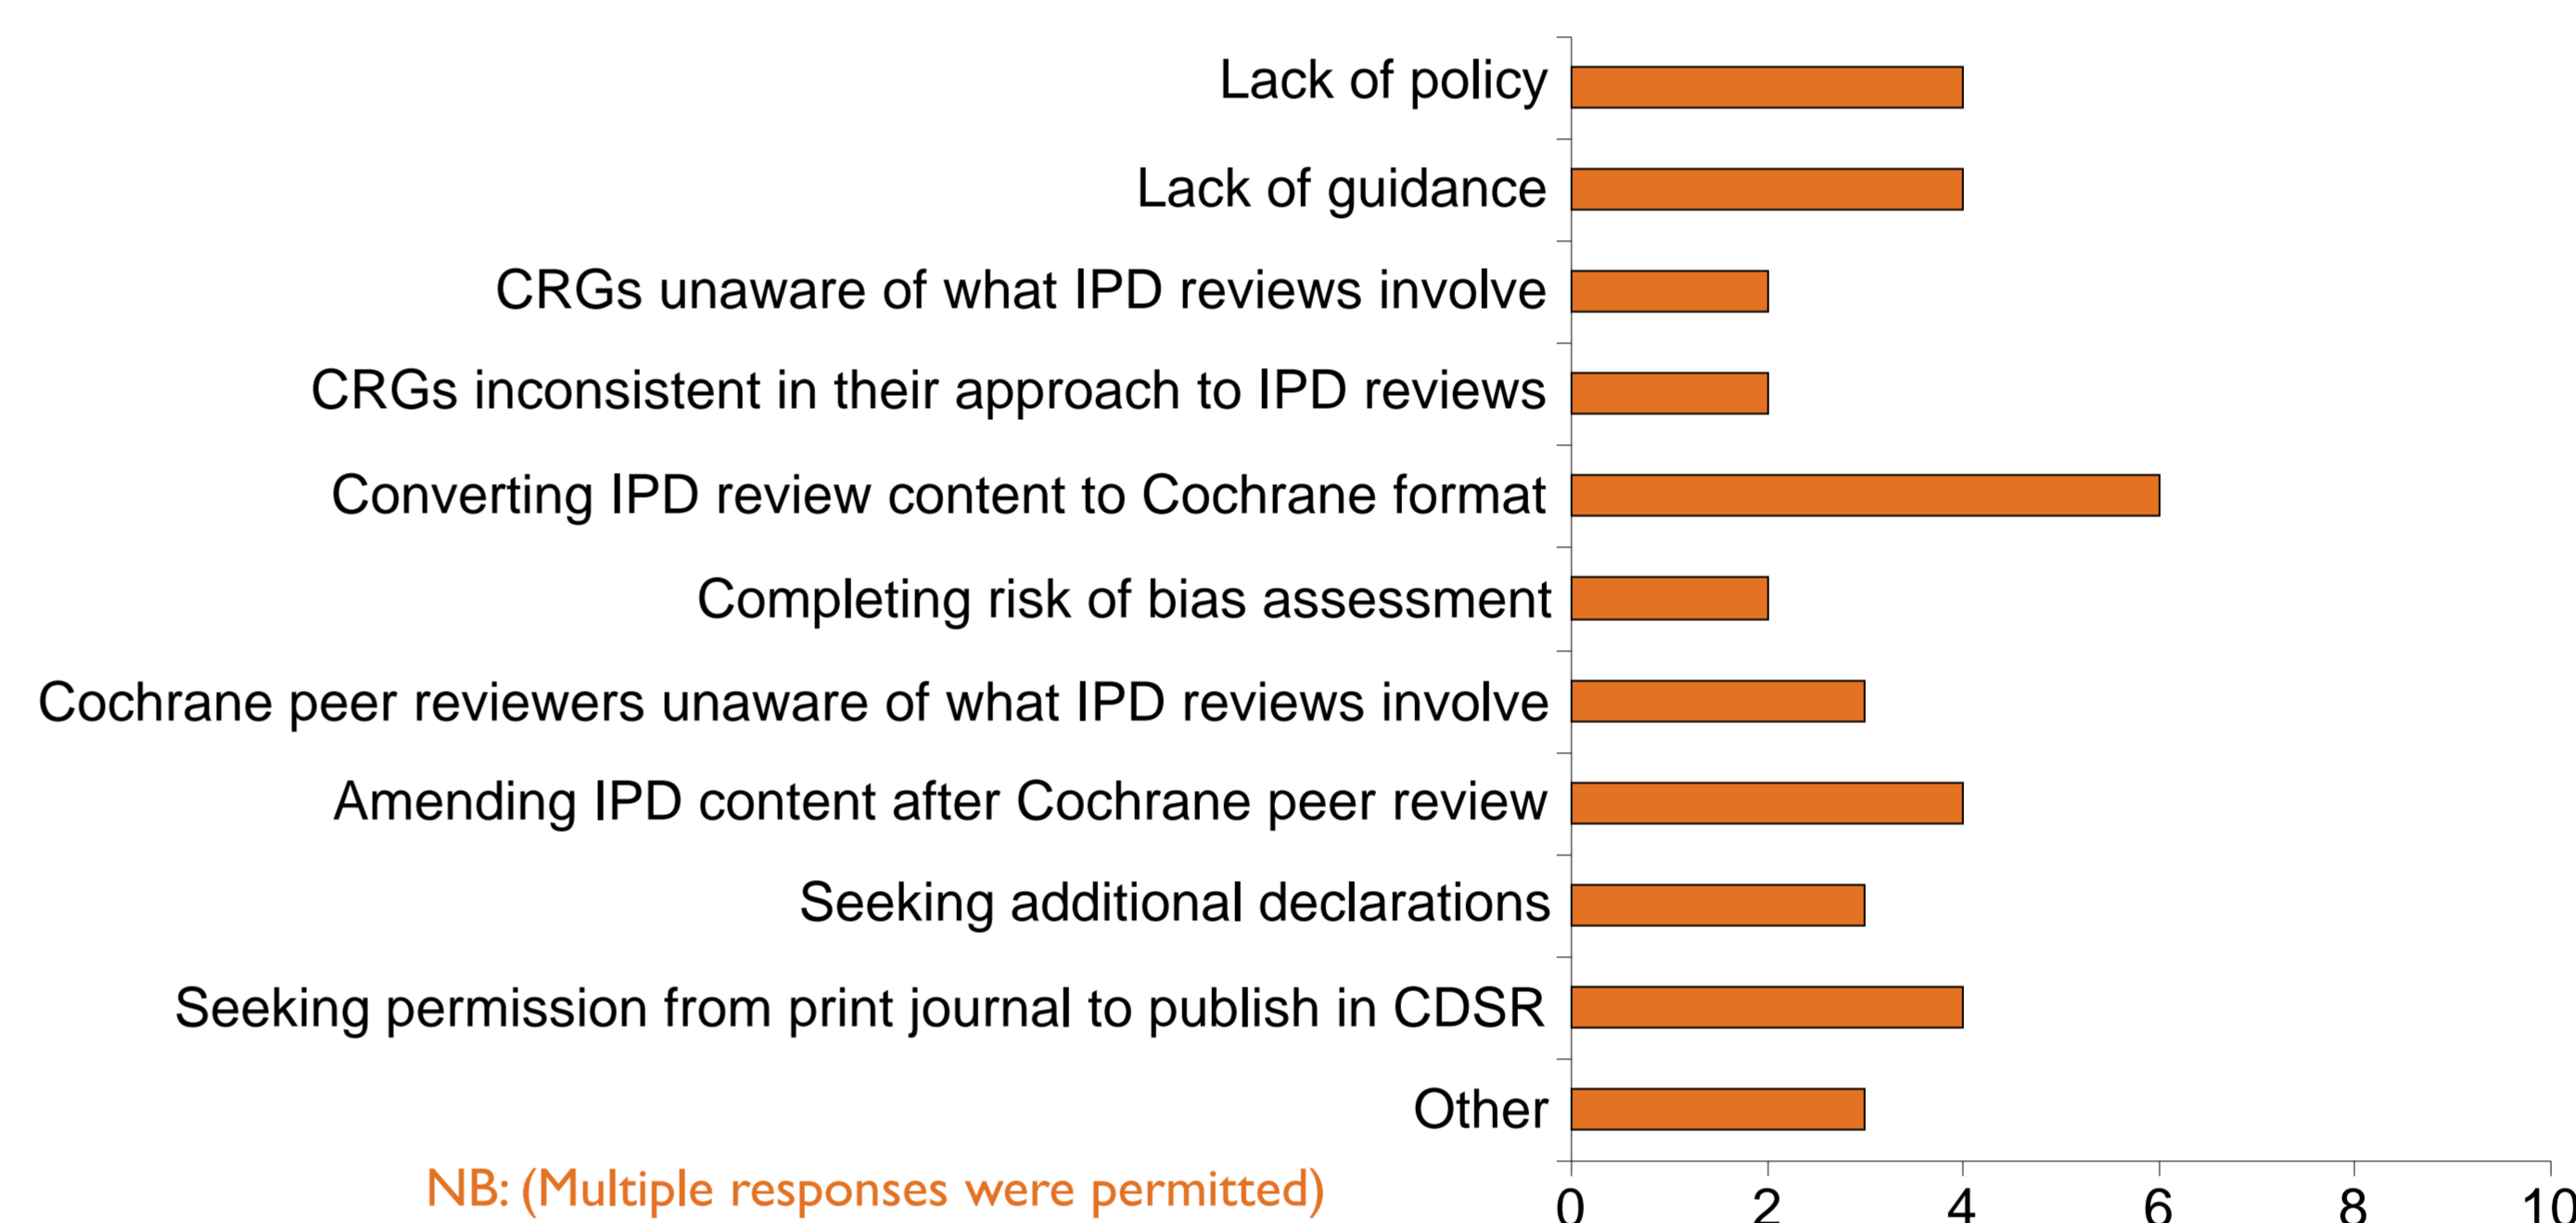 Lack of policy
Lack of guidance
CRGs unaware of what IPD reviews involve
CRGs inconsistent in their approach to IPD reviews
Converting IPD review content to Cochrane format
Completing risk of bias assessment
Cochrane peer reviewers unaware of what IPD reviews involve
Amending IPD content after Cochrane peer review
Seeking additional declarations
Seeking permission from print journal to publish in CDSR
Other
NB: (Multiple responses were permitted)
0 2 4 6 8 10